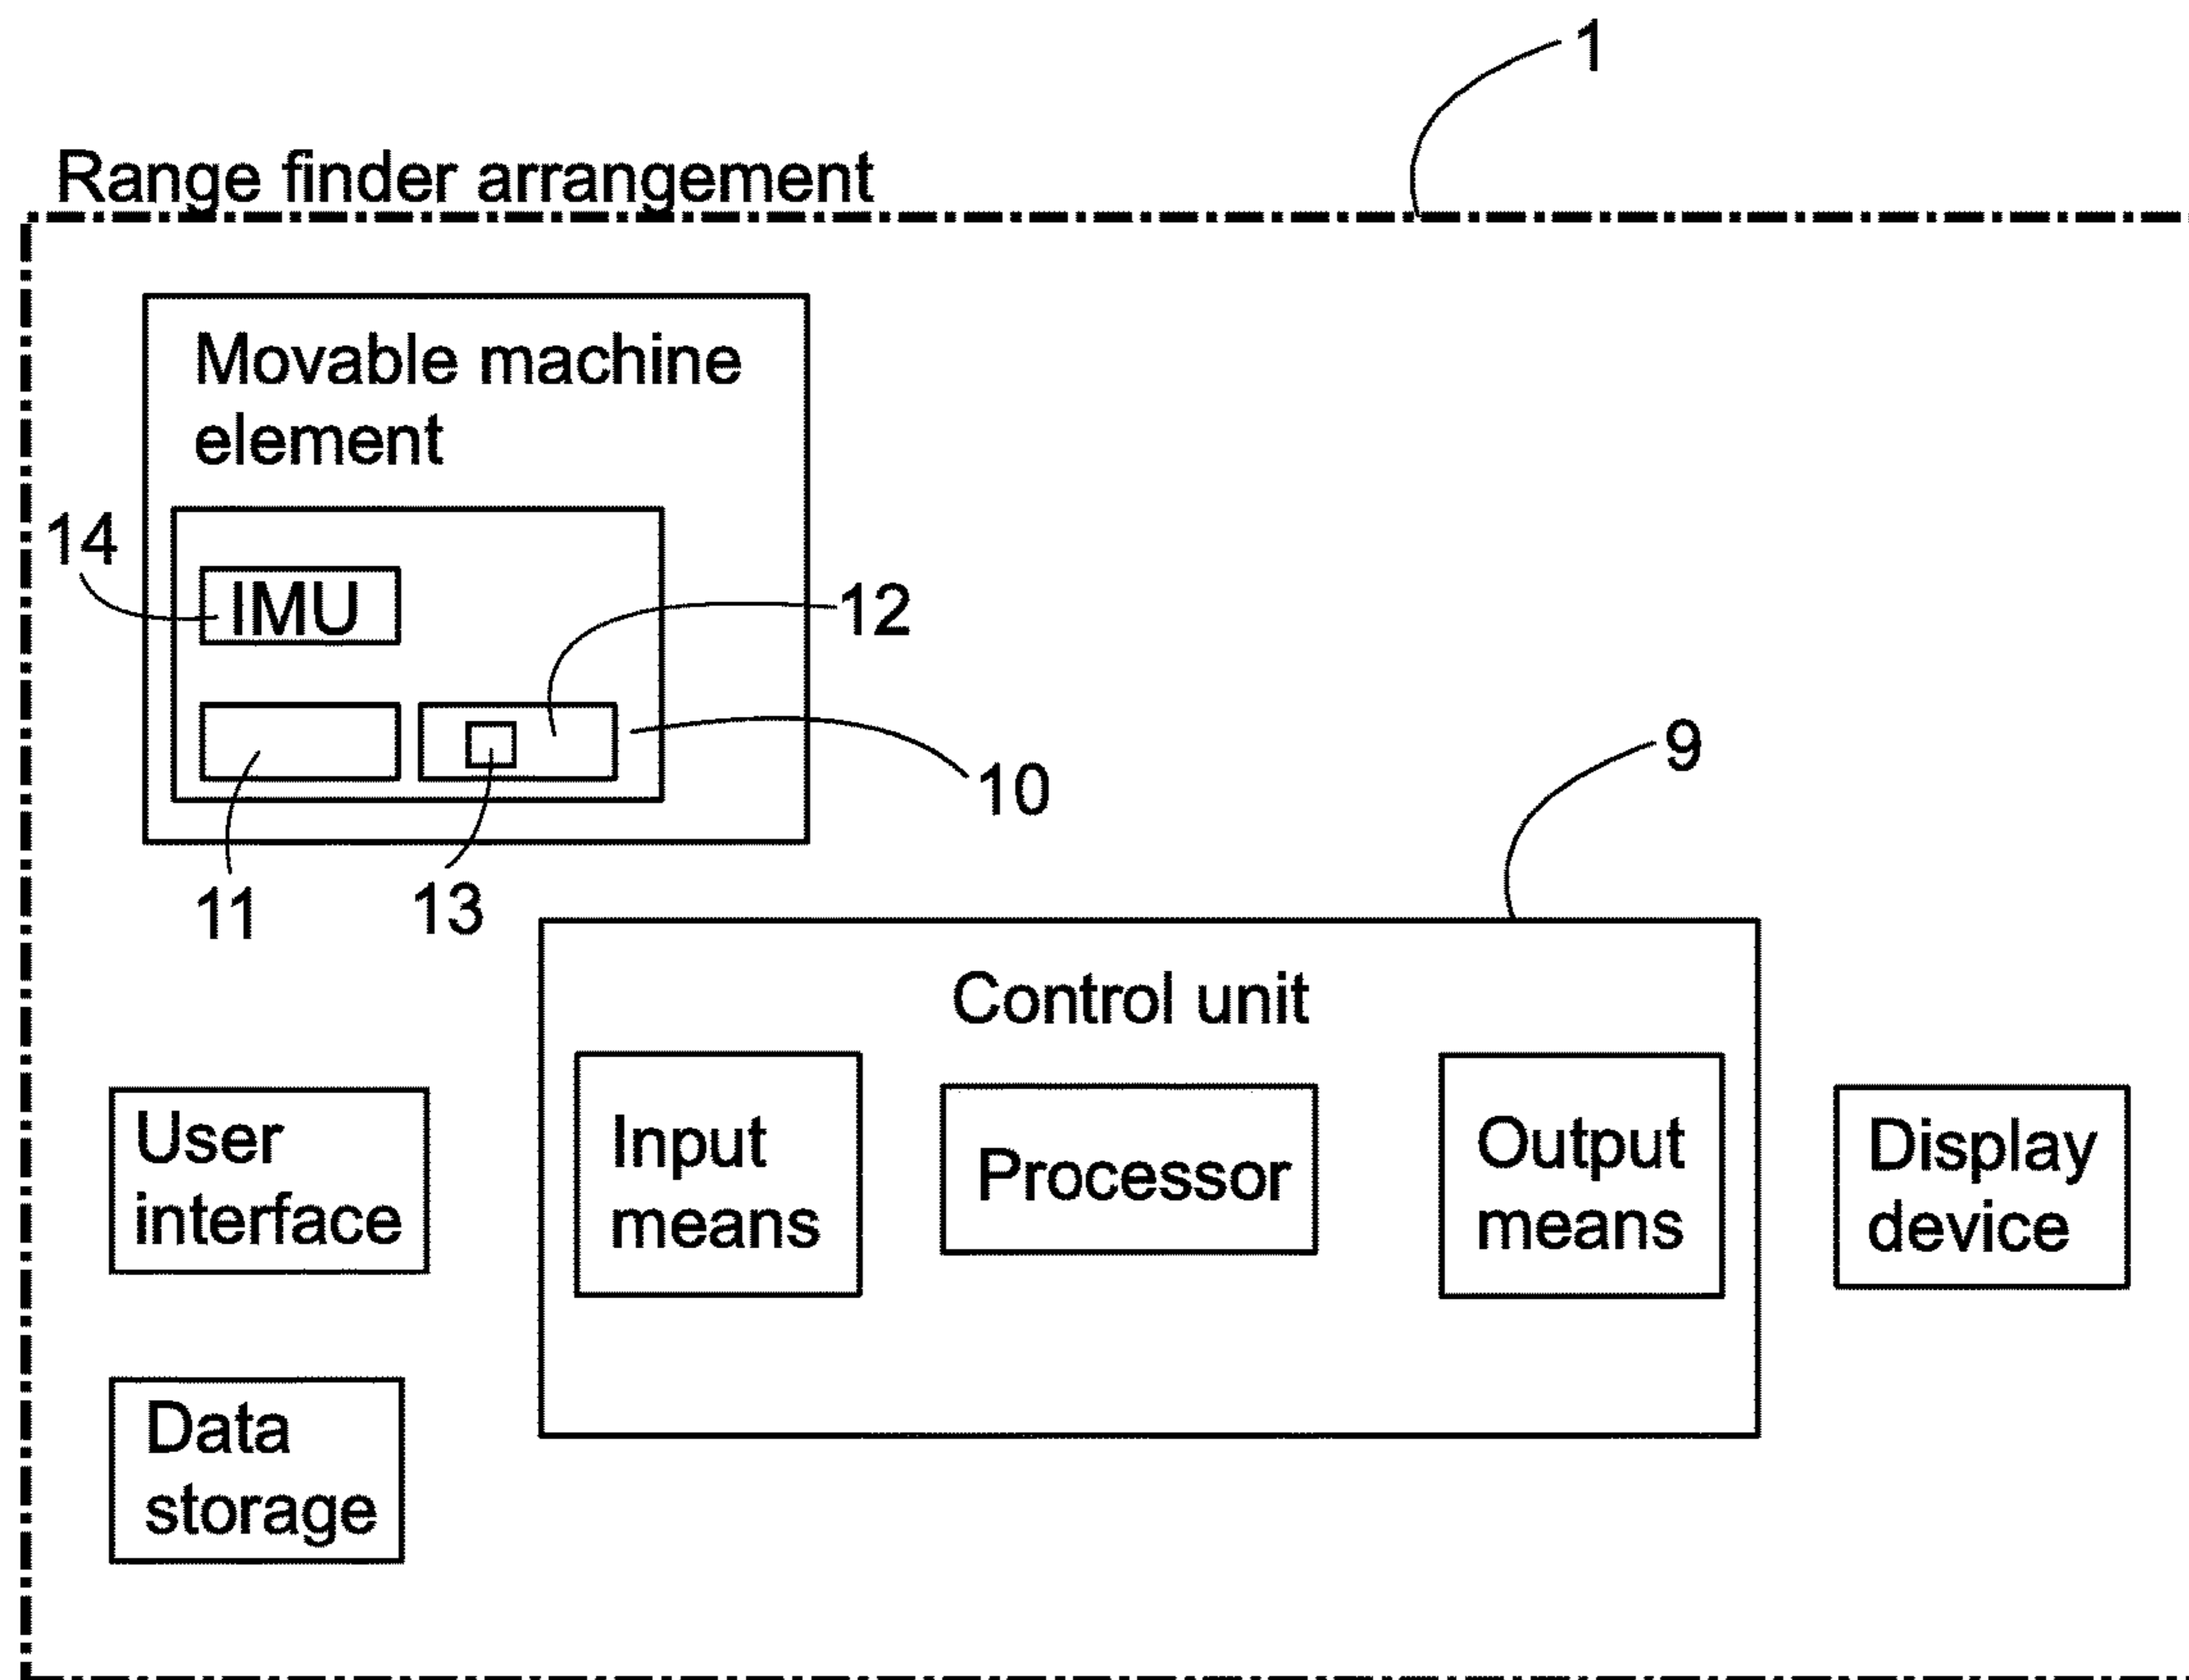 1
Range finder arrangement
Movable machine
element
14
IMU
12
10
9
11
13
Control unit
User
interface
Input
means
Processor
Output
means
Display
device
Data
storage